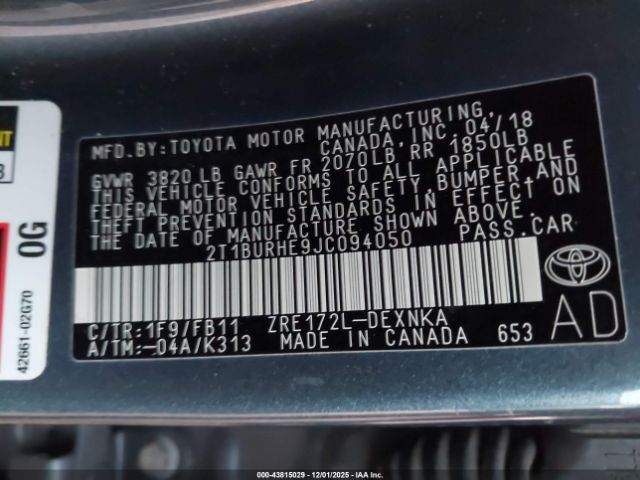 MFD.BY:TOYOTA MOTOR MANUFACTURING,
CANADA, INC. 04/18
GVWR 3820 LB GAWR FR 2070LB, RR 1850LB
THIS VEHICLE CONFORMS TO ALL APPLICABLE
FEDERAL MOTOR VEHICLE SAFETY, BUMPER, AND
THEFT PREVENTION STANDARDS IN EFFECT ON
THE DATE OF MANUFACTURE SHOWN ABOVE.
2T1BURHE9JC094050 PASS.CAR
C/TR:1F9/FB11 ZRE172L-DEXNKA
A/TM:-04A/K313 MADE IN CANADA 653
AD
0G
42661-02G70
00-43815029 - 12/01/2025 - IAAI, Inc.